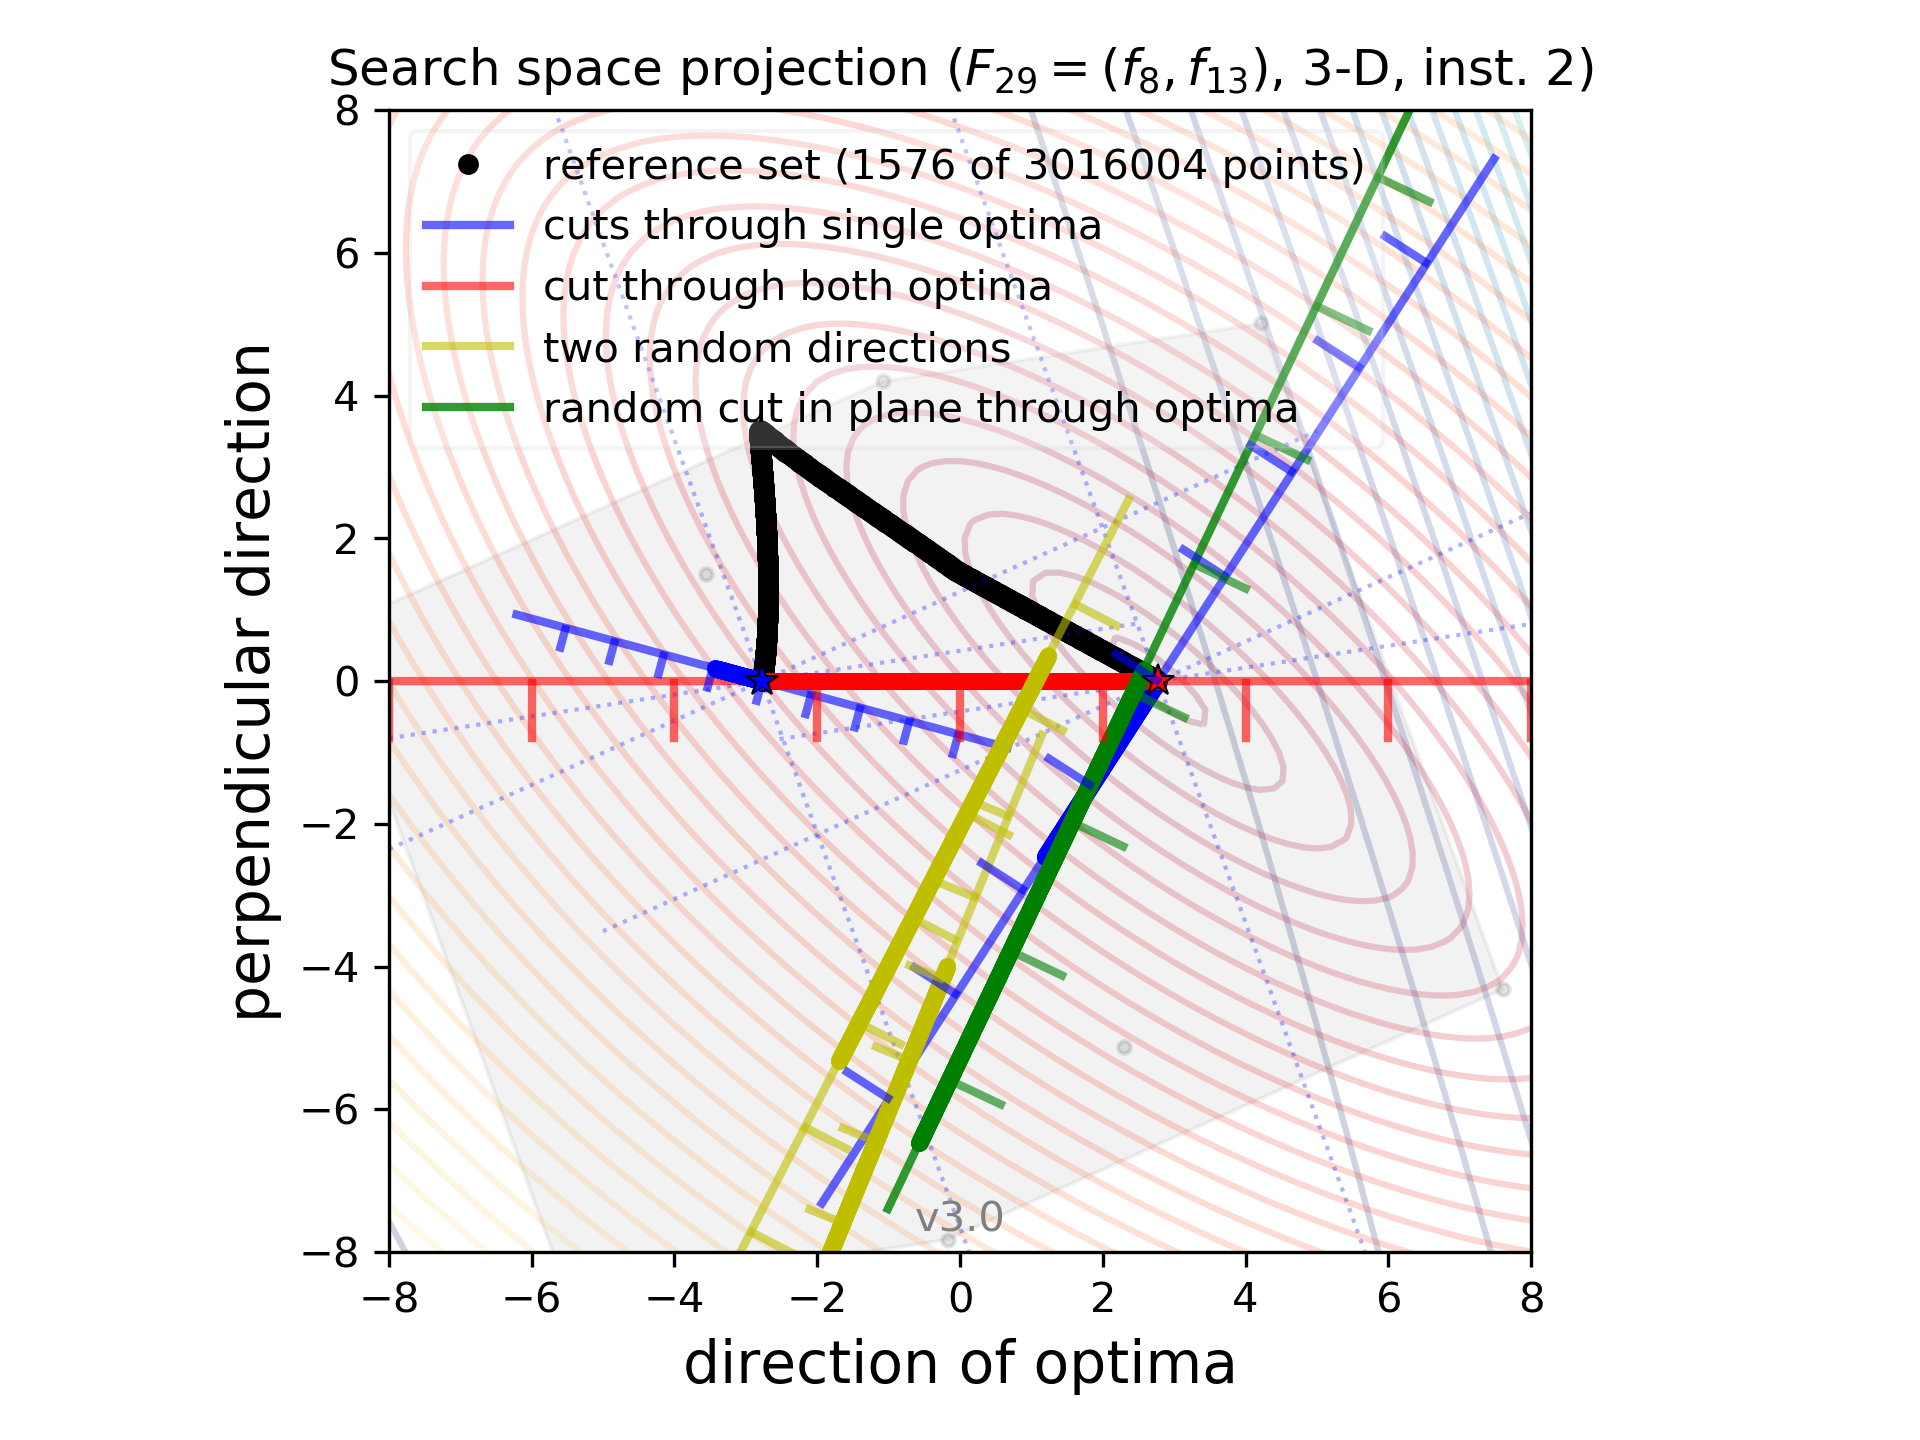 Search space projection (F₂₉ = (f₈, f₁₃), 3-D, inst. 2)
reference set (1576 of 3016004 points)
cuts through single optima
cut through both optima
two random directions
random cut in plane through optima
perpendicular direction
8
6
4
2
0
−2
−4
−6
−8
v3.0
−8 −6 −4 −2 0 2 4 6 8
direction of optima